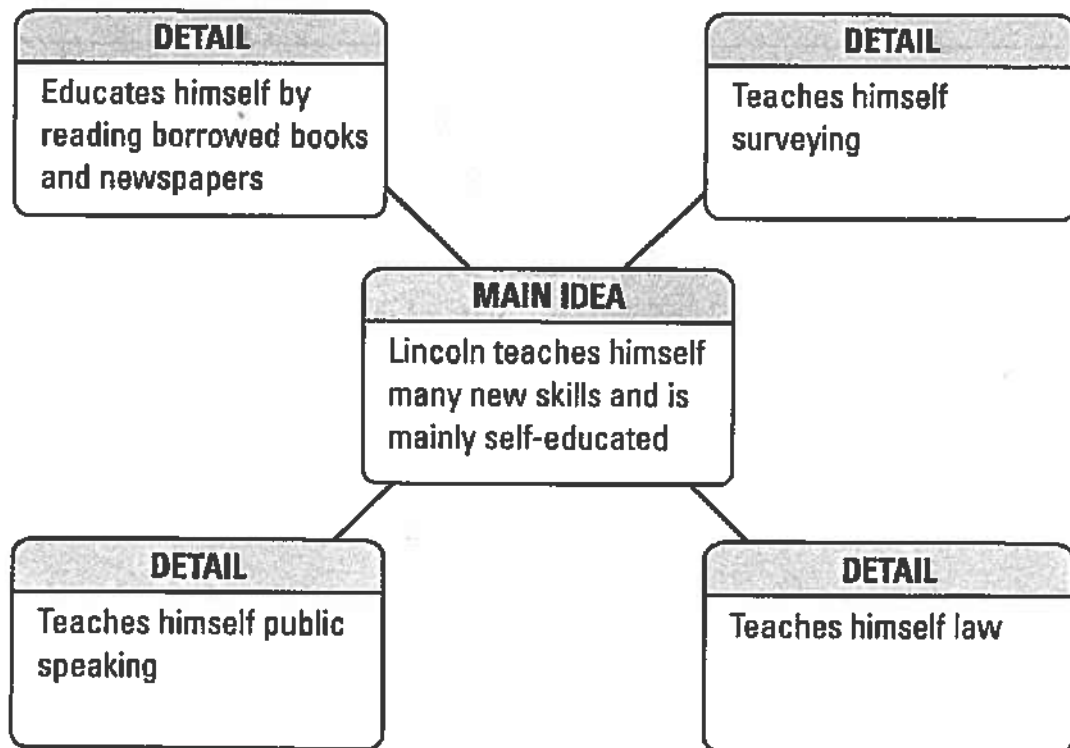 DETAIL
Educates himself by
reading borrowed books
and newspapers
DETAIL
Teaches himself
surveying
MAIN IDEA
Lincoln teaches himself
many new skills and is
mainly self-educated
DETAIL
Teaches himself public
speaking
DETAIL
Teaches himself law